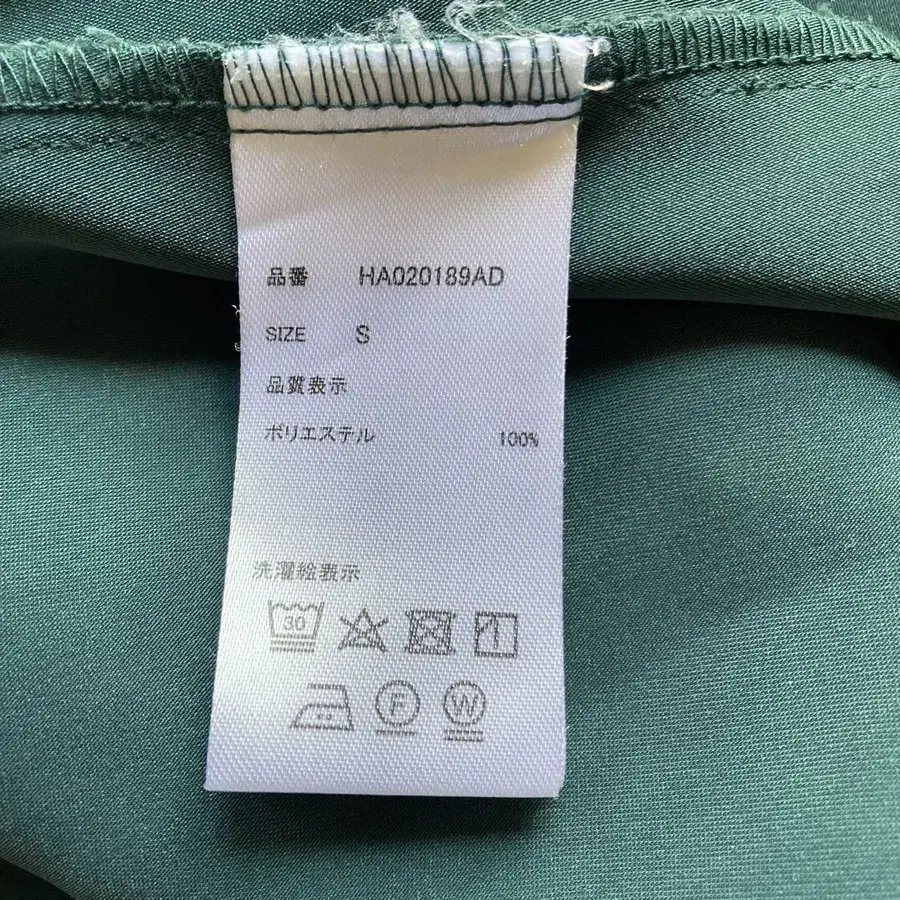 品番 HA020189AD
SIZE S
品質表示
ポリエステル 100%
洗濯絵表示
30
F W